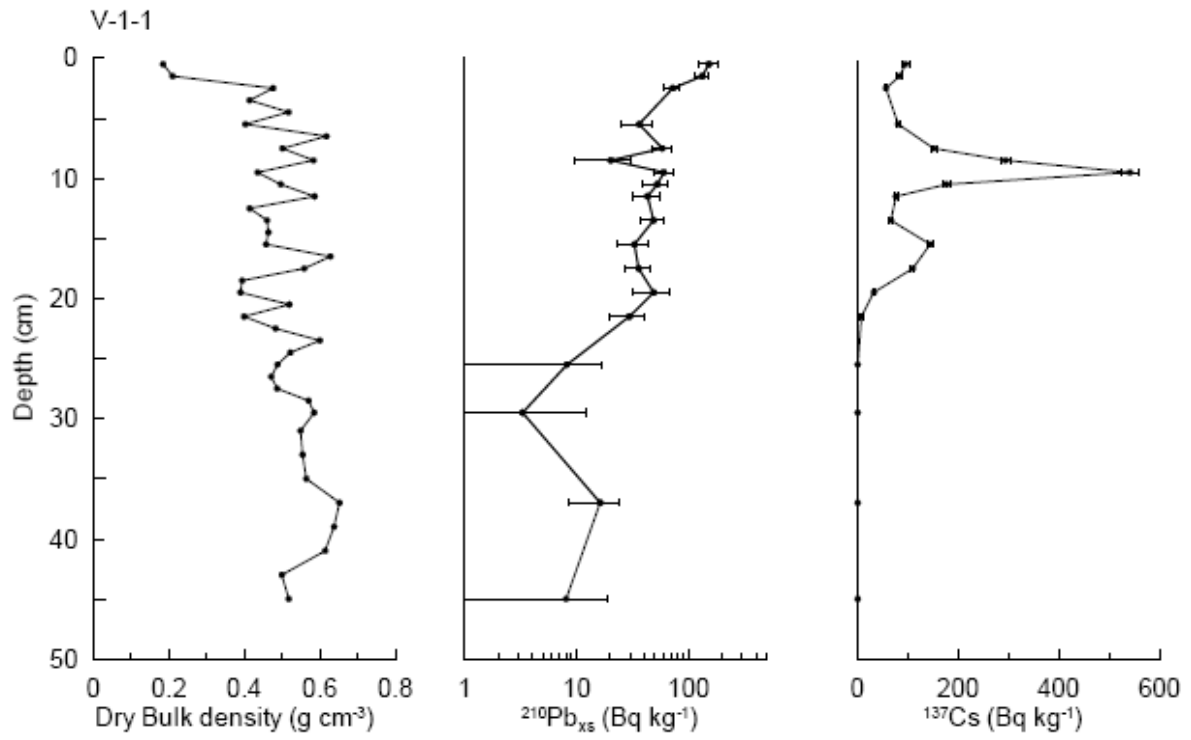 V-1-1
0
10
20
30
40
50
Depth (cm)
0 0.2 0.4 0.6 0.8
Dry Bulk density (g cm⁻³)
1 10 100
²¹⁰Pbₓₛ (Bq kg⁻¹)
0 200 400 600
¹³⁷Cs (Bq kg⁻¹)